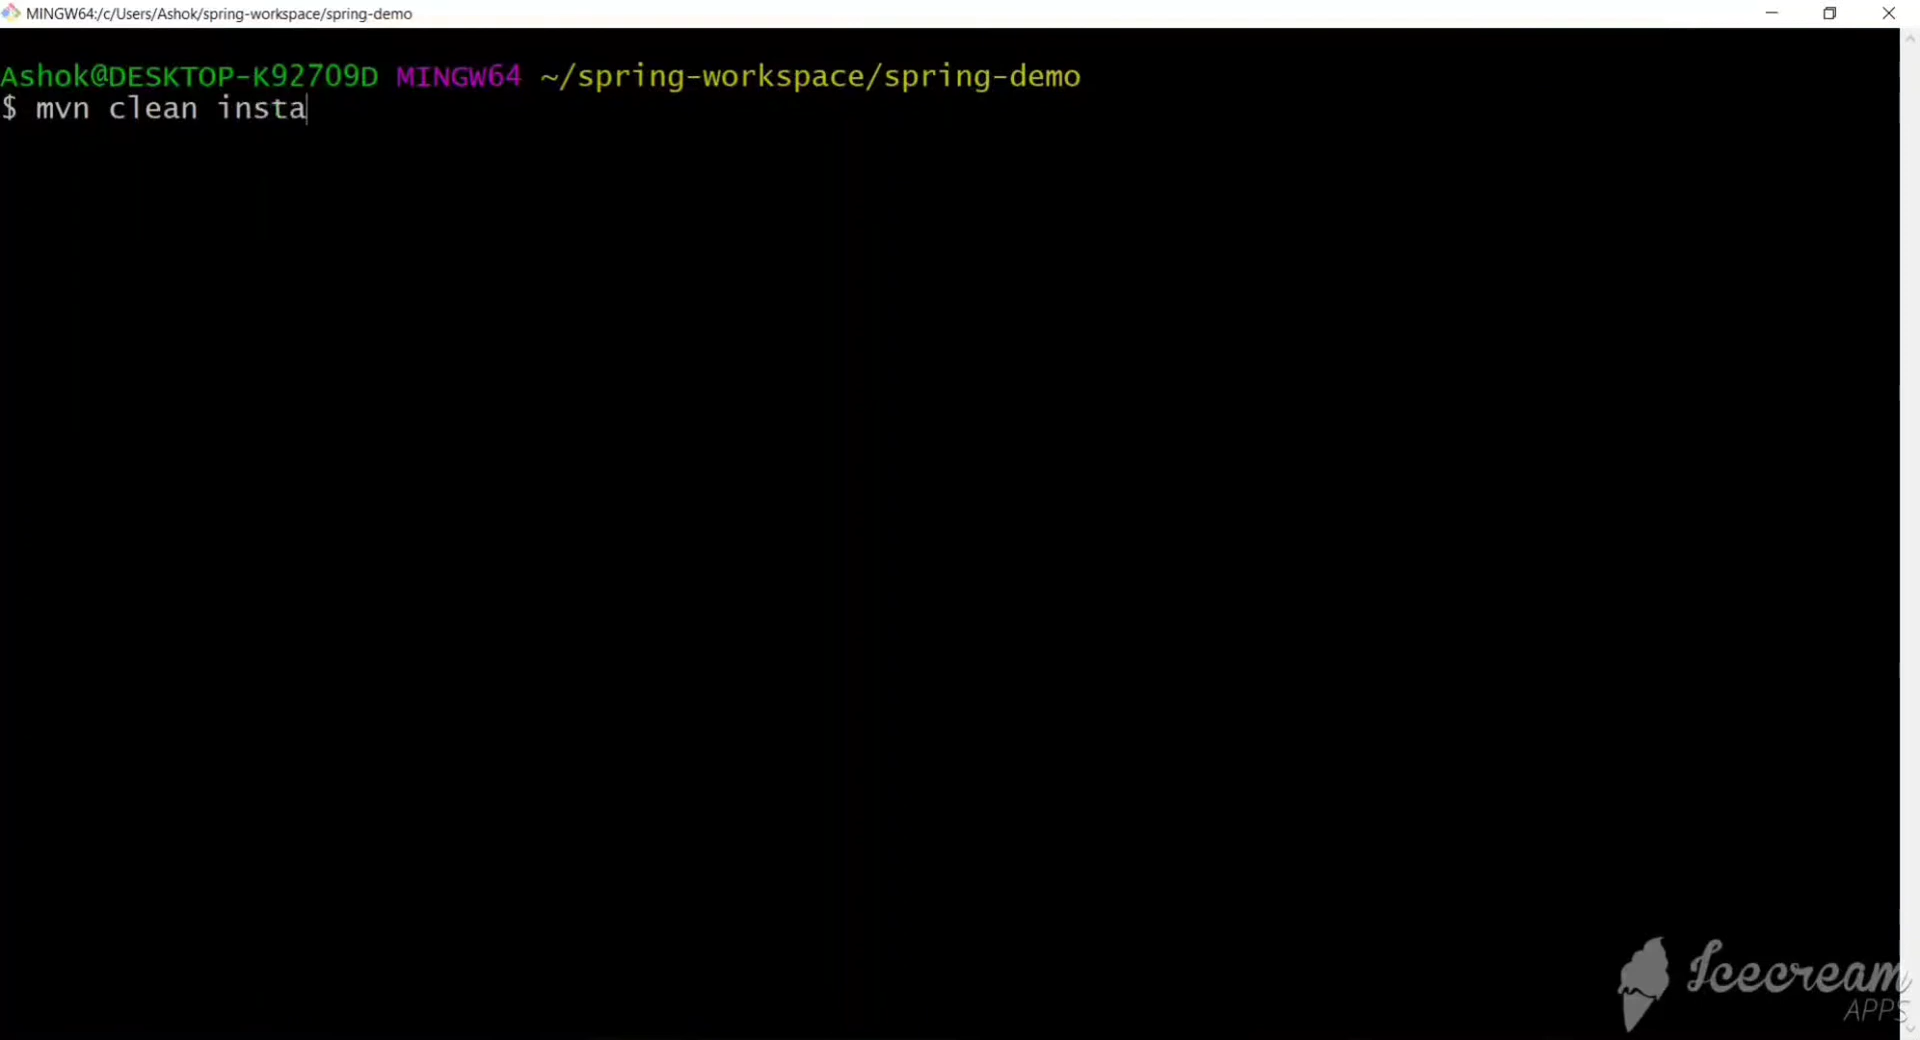 MINGW64:/c/Users/Ashok/spring-workspace/spring-demo
Ashok@DESKTOP-K92709D MINGW64 ~/spring-workspace/spring-demo
$ mvn clean insta
Icecream
APPS